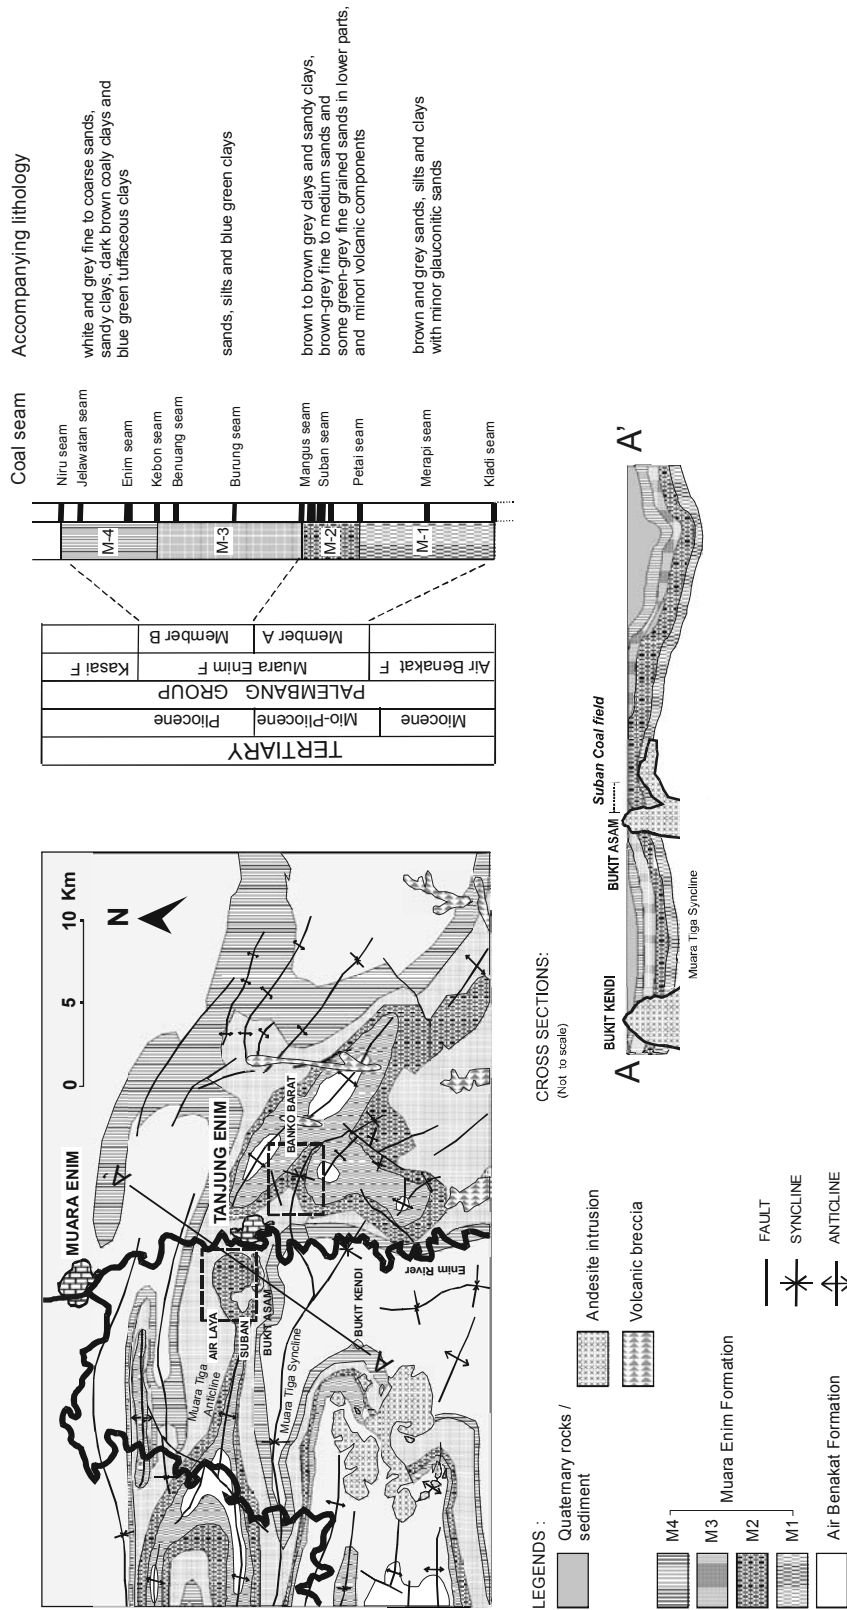 Coal seam
Accompanying lithology
Niru seam
Jelawatan seam
Enim seam
Kebon seam
Benuang seam
Burung seam
Mangus seam
Suban seam
Petai seam
Merapi seam
Kladi seam
white and grey fine to coarse sands,
sandy clays, dark brown coaly clays and
blue green tuffaceous clays
sands, silts and blue green clays
brown to brown grey clays and sandy clays,
brown-grey fine to medium sands and
some green-grey fine grained sands in lower parts,
and minorl volcanic components
brown and grey sands, silts and clays
with minor glauconitic sands
M-4
M-3
M-2
M-1
TERTIARY
Pliocene
Mio-Pliocene
Miocene
PALEMBANG GROUP
Kasai F
Muara Enim F
Air Benakat F
Member B
Member A
0
5
10 Km
N
MUARA ENIM
A'
TANJUNG ENIM
BANKO BARAT
AIR LAYA
SUBAN
BUKIT ASAM
Muara Tiga
Anticline
Muara Tiga Syncline
BUKIT KENDI
Enim River
A
CROSS SECTIONS:
(Not to scale)
A
BUKIT KENDI
BUKIT ASAM
Suban Coal field
A'
Muara Tiga Syncline
LEGENDS :
Quaternary rocks /
sediment
Andesite intrusion
Volcanic breccia
M4
M3
M2
M1
Muara Enim Formation
Air Benakat Formation
FAULT
SYNCLINE
ANTICLINE